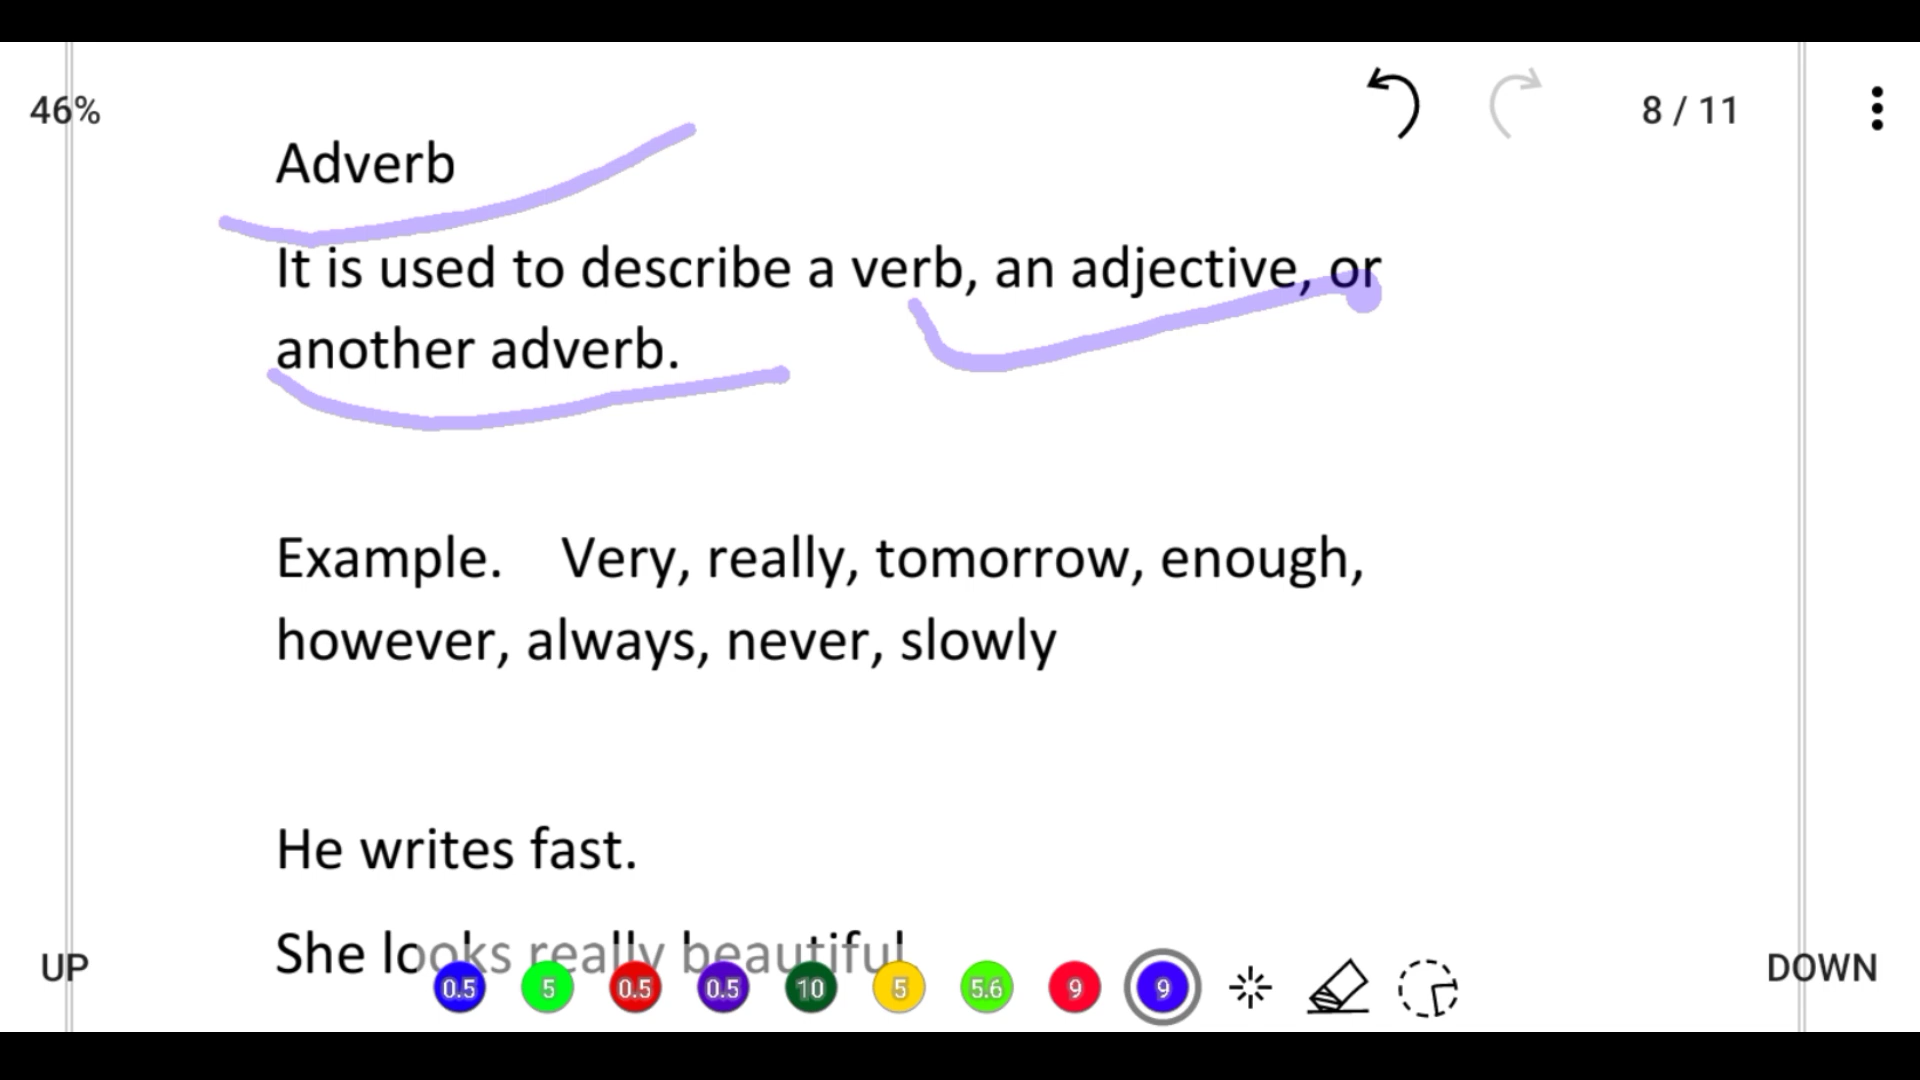 46%
8 / 11
Adverb
It is used to describe a verb, an adjective, or
another adverb.
Example. Very, really, tomorrow, enough,
however, always, never, slowly
He writes fast.
She looks really beautiful
UP
DOWN
0.5 5 0.5 0.5 10 5 5.6 9 9